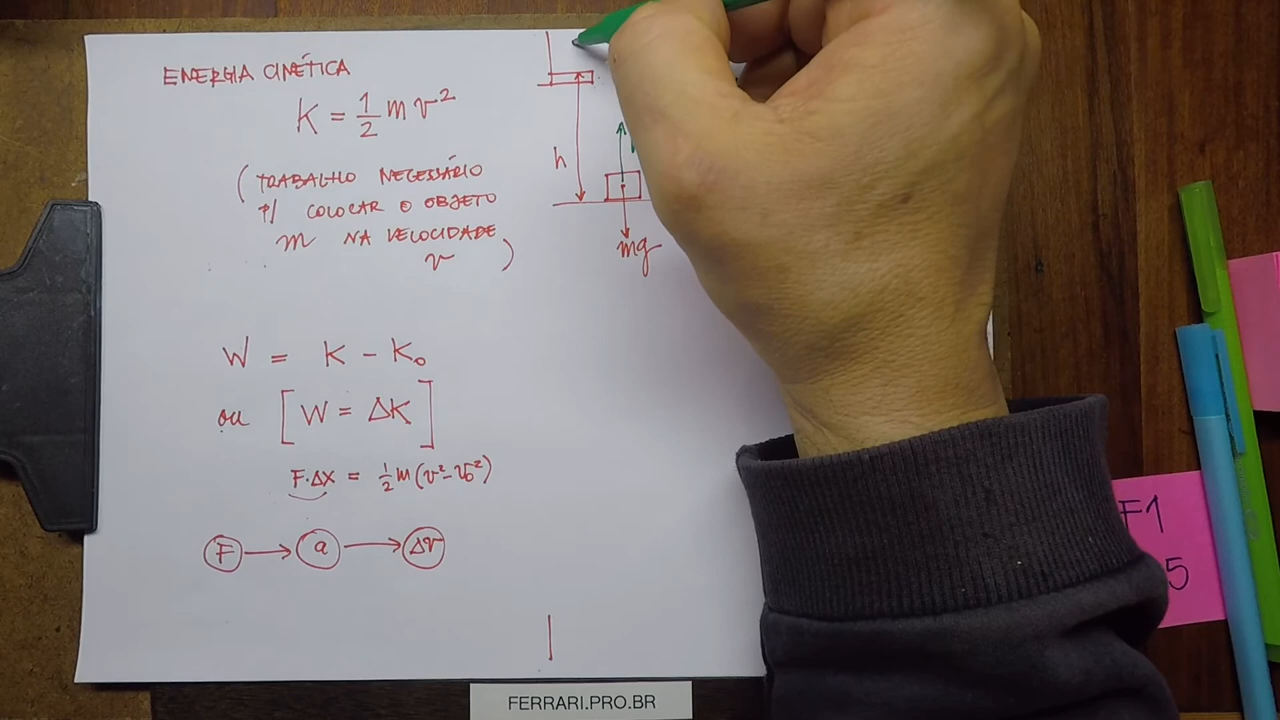 ENERGIA CINÉTICA
K = 1/2 m v²
(TRABALHO NECESSÁRIO
P/ COLOCAR O OBJETO
m NA VELOCIDADE
v)
W = K - K₀
ou [W = ΔK]
F·Δx = 1/2 m (v² - v₀²)
F → a → Δv
h
mg
F1
5
FERRARI.PRO.BR